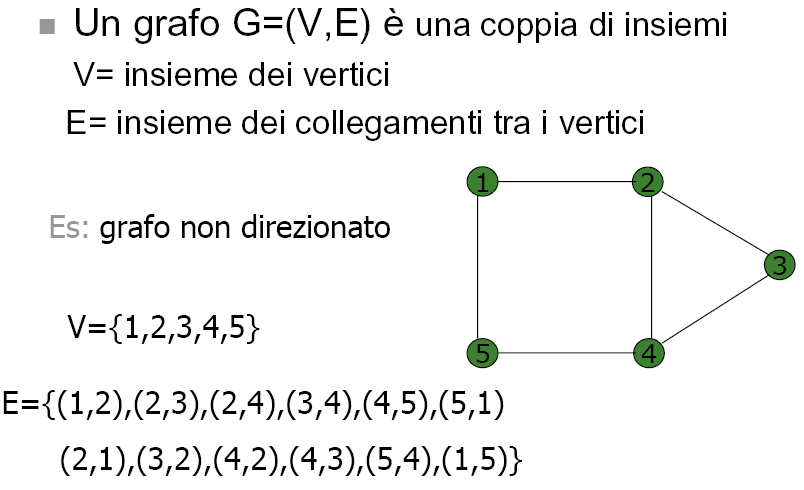 Un grafo G=(V,E) è una coppia di insiemi
V= insieme dei vertici
E= insieme dei collegamenti tra i vertici
1
2
Es: grafo non direzionato
3
V={1,2,3,4,5}
5
4
E={(1,2),(2,3),(2,4),(3,4),(4,5),(5,1)
(2,1),(3,2),(4,2),(4,3),(5,4),(1,5)}